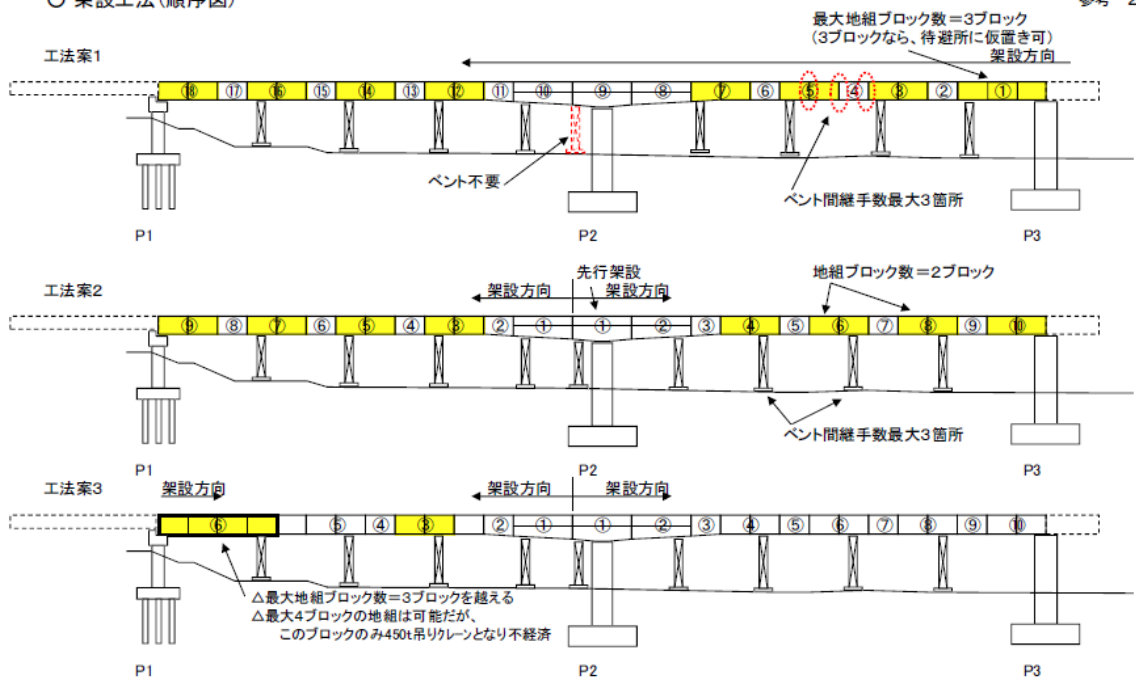 ○ 架設工法(順序図)
参考 2
最大地組ブロック数＝3ブロック
(3ブロックなら、待避所に仮置き可)
工法案1
架設方向
⑱ ⑰ ⑯ ⑮ ⑭ ⑬ ⑫ ⑪ ⑩ ⑨ ⑧ ⑦ ⑥ ⑤ ④ ③ ② ①
ベント不要
ベント間継手数最大3箇所
P1 P2 P3
先行架設
地組ブロック数＝2ブロック
工法案2
架設方向 架設方向
⑨ ⑧ ⑦ ⑥ ⑤ ④ ③ ② ① ① ② ③ ④ ⑤ ⑥ ⑦ ⑧ ⑨ ⑩
ベント間継手数最大3箇所
P1 P2 P3
工法案3
架設方向 架設方向 架設方向
⑥ ⑤ ④ ③ ② ① ① ② ③ ④ ⑤ ⑥ ⑦ ⑧ ⑨ ⑩
△最大地組ブロック数＝3ブロックを越える
△最大4ブロックの地組は可能だが、
このブロックのみ450t吊りクレーンとなり不経済
P1 P2 P3